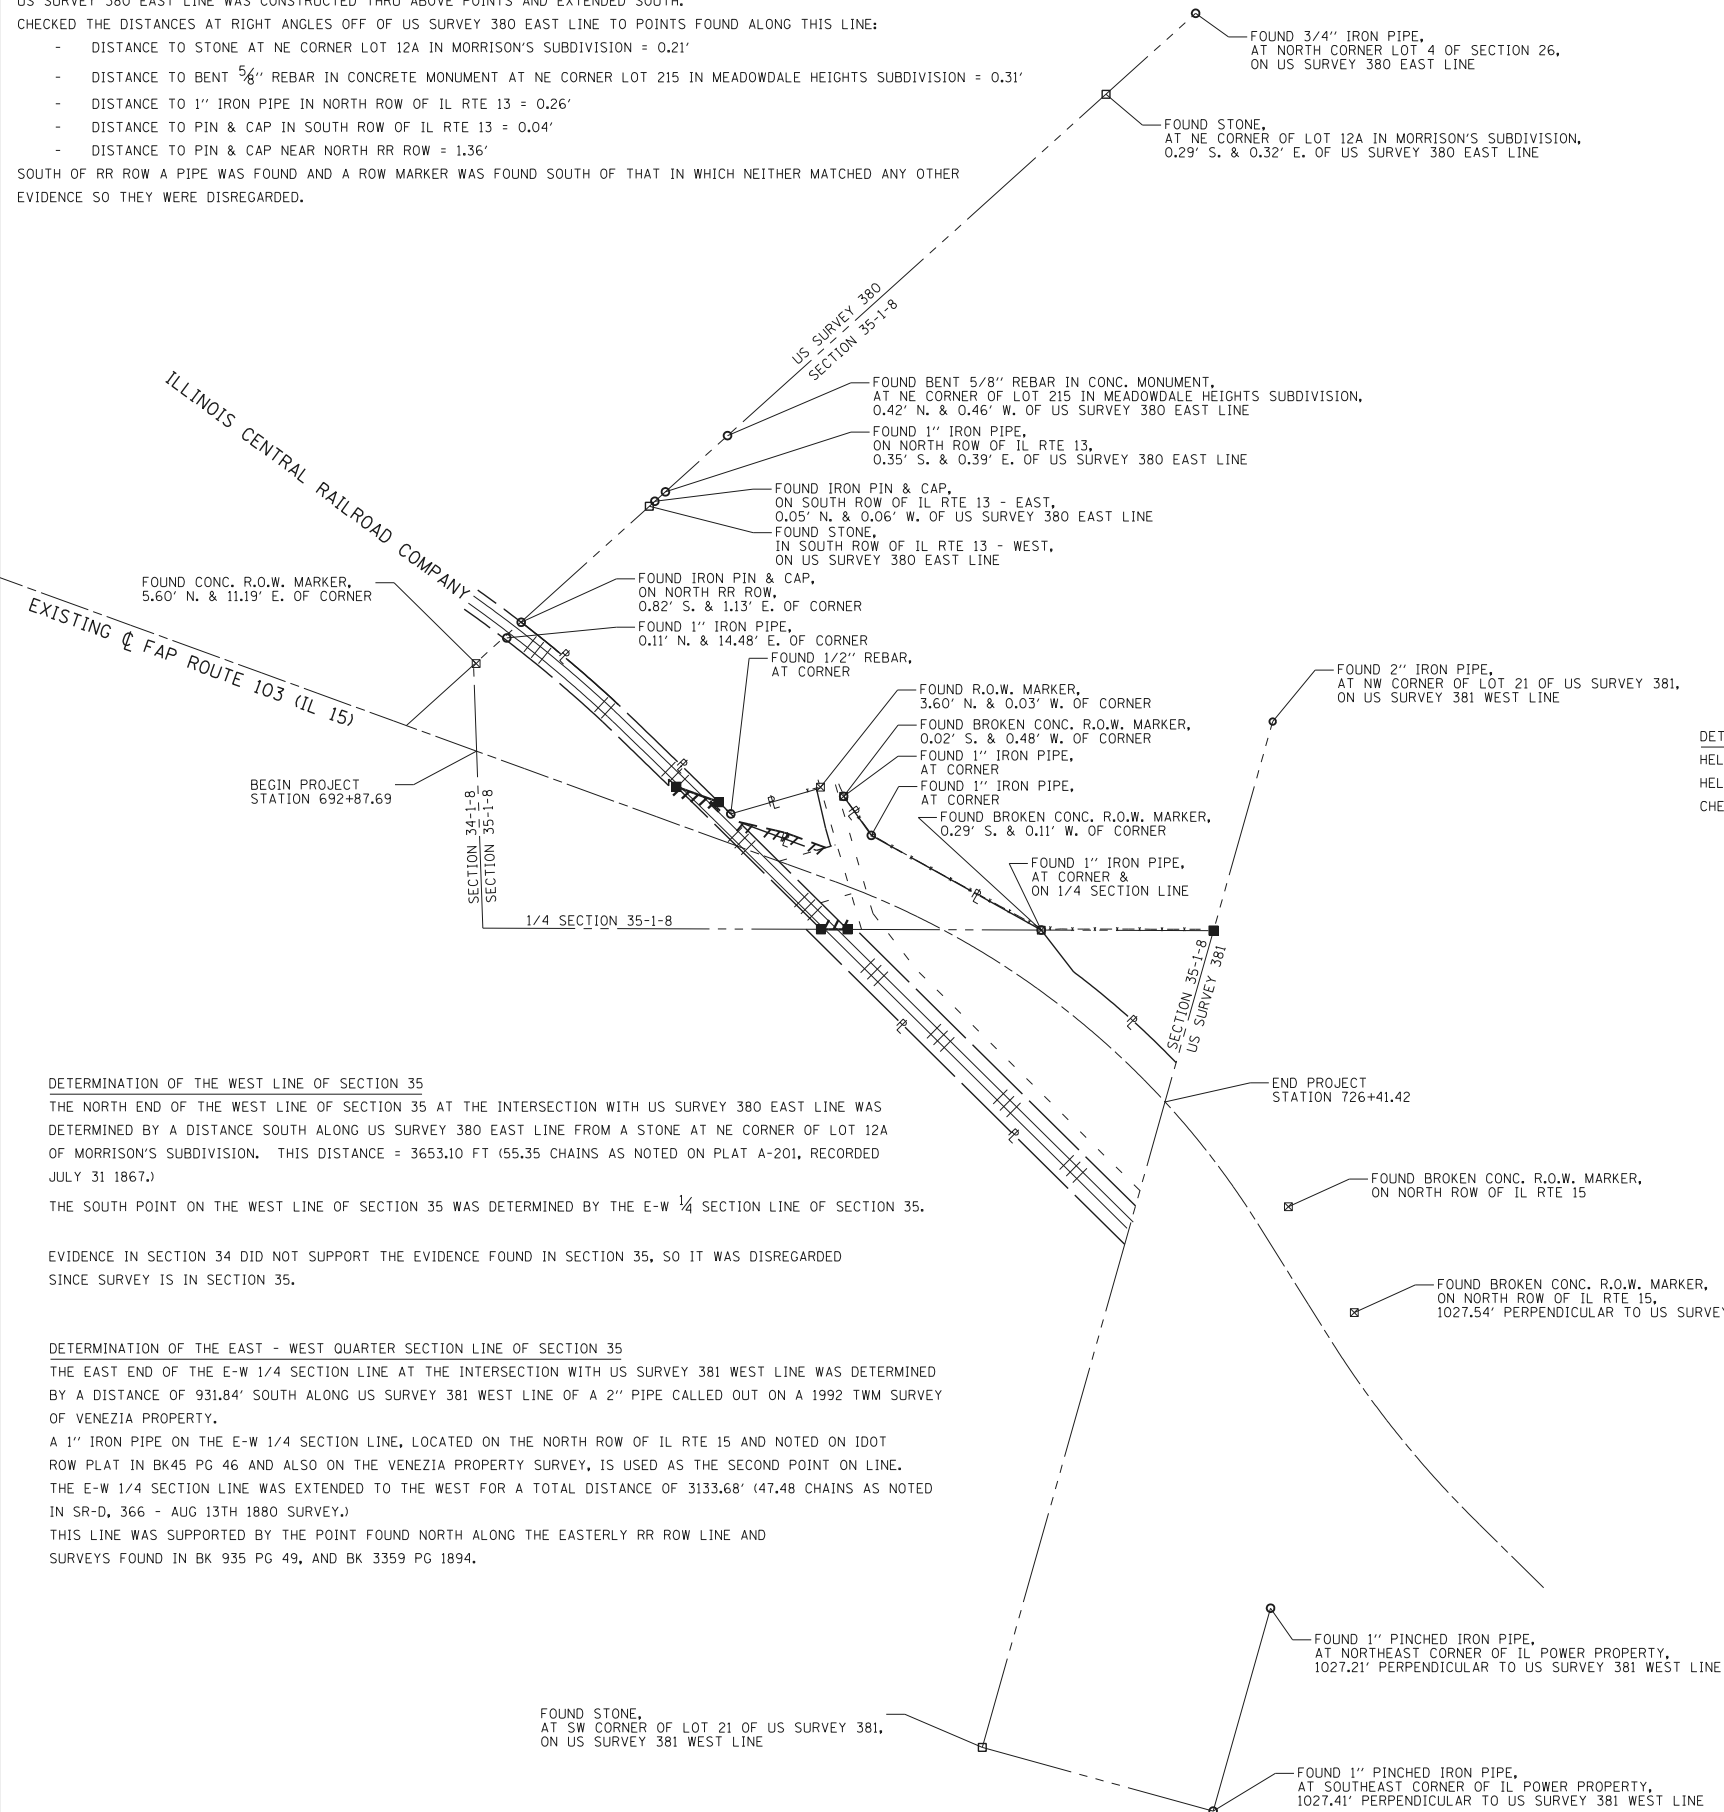 US SURVEY 380 EAST LINE WAS CONSTRUCTED THRU ABOVE POINTS AND EXTENDED SOUTH.
CHECKED THE DISTANCES AT RIGHT ANGLES OFF OF US SURVEY 380 EAST LINE TO POINTS FOUND ALONG THIS LINE:
- DISTANCE TO STONE AT NE CORNER LOT 12A IN MORRISON'S SUBDIVISION = 0.21'
- DISTANCE TO BENT 5/8'' REBAR IN CONCRETE MONUMENT AT NE CORNER LOT 215 IN MEADOWDALE HEIGHTS SUBDIVISION = 0.31'
- DISTANCE TO 1'' IRON PIPE IN NORTH ROW OF IL RTE 13 = 0.26'
- DISTANCE TO PIN & CAP IN SOUTH ROW OF IL RTE 13 = 0.04'
- DISTANCE TO PIN & CAP NEAR NORTH RR ROW = 1.36'
SOUTH OF RR ROW A PIPE WAS FOUND AND A ROW MARKER WAS FOUND SOUTH OF THAT IN WHICH NEITHER MATCHED ANY OTHER
EVIDENCE SO THEY WERE DISREGARDED.
FOUND 3/4'' IRON PIPE,
AT NORTH CORNER LOT 4 OF SECTION 26,
ON US SURVEY 380 EAST LINE
FOUND STONE,
AT NE CORNER OF LOT 12A IN MORRISON'S SUBDIVISION,
0.29' S. & 0.32' E. OF US SURVEY 380 EAST LINE
US SURVEY 380
SECTION 35-1-8
FOUND BENT 5/8'' REBAR IN CONC. MONUMENT,
AT NE CORNER OF LOT 215 IN MEADOWDALE HEIGHTS SUBDIVISION,
0.42' N. & 0.46' W. OF US SURVEY 380 EAST LINE
FOUND 1'' IRON PIPE,
ON NORTH ROW OF IL RTE 13,
0.35' S. & 0.39' E. OF US SURVEY 380 EAST LINE
FOUND IRON PIN & CAP,
ON SOUTH ROW OF IL RTE 13 - EAST,
0.05' N. & 0.06' W. OF US SURVEY 380 EAST LINE
FOUND STONE,
IN SOUTH ROW OF IL RTE 13 - WEST,
ON US SURVEY 380 EAST LINE
ILLINOIS CENTRAL RAILROAD COMPANY
FOUND CONC. R.O.W. MARKER,
5.60' N. & 11.19' E. OF CORNER
EXISTING ℄ FAP ROUTE 103 (IL 15)
FOUND IRON PIN & CAP,
ON NORTH RR ROW,
0.82' S. & 1.13' E. OF CORNER
FOUND 1'' IRON PIPE,
0.11' N. & 14.48' E. OF CORNER
FOUND 1/2'' REBAR,
AT CORNER
FOUND R.O.W. MARKER,
3.60' N. & 0.03' W. OF CORNER
FOUND BROKEN CONC. R.O.W. MARKER,
0.02' S. & 0.48' W. OF CORNER
FOUND 1'' IRON PIPE,
AT CORNER
FOUND 1'' IRON PIPE,
AT CORNER
FOUND BROKEN CONC. R.O.W. MARKER,
0.29' S. & 0.11' W. OF CORNER
FOUND 1'' IRON PIPE,
AT CORNER &
ON 1/4 SECTION LINE
FOUND 2'' IRON PIPE,
AT NW CORNER OF LOT 21 OF US SURVEY 381,
ON US SURVEY 381 WEST LINE
DET
HEL
HEL
CHE
BEGIN PROJECT
STATION 692+87.69
SECTION 34-1-8
SECTION 35-1-8
1/4 SECTION 35-1-8
SECTION 35-1-8
US SURVEY 381
END PROJECT
STATION 726+41.42
DETERMINATION OF THE WEST LINE OF SECTION 35
THE NORTH END OF THE WEST LINE OF SECTION 35 AT THE INTERSECTION WITH US SURVEY 380 EAST LINE WAS
DETERMINED BY A DISTANCE SOUTH ALONG US SURVEY 380 EAST LINE FROM A STONE AT NE CORNER OF LOT 12A
OF MORRISON'S SUBDIVISION. THIS DISTANCE = 3653.10 FT (55.35 CHAINS AS NOTED ON PLAT A-201, RECORDED
JULY 31 1867.)
THE SOUTH POINT ON THE WEST LINE OF SECTION 35 WAS DETERMINED BY THE E-W 1/4 SECTION LINE OF SECTION 35.
EVIDENCE IN SECTION 34 DID NOT SUPPORT THE EVIDENCE FOUND IN SECTION 35, SO IT WAS DISREGARDED
SINCE SURVEY IS IN SECTION 35.
FOUND BROKEN CONC. R.O.W. MARKER,
ON NORTH ROW OF IL RTE 15
FOUND BROKEN CONC. R.O.W. MARKER,
ON NORTH ROW OF IL RTE 15,
1027.54' PERPENDICULAR TO US SURVEY
DETERMINATION OF THE EAST - WEST QUARTER SECTION LINE OF SECTION 35
THE EAST END OF THE E-W 1/4 SECTION LINE AT THE INTERSECTION WITH US SURVEY 381 WEST LINE WAS DETERMINED
BY A DISTANCE OF 931.84' SOUTH ALONG US SURVEY 381 WEST LINE OF A 2'' PIPE CALLED OUT ON A 1992 TWM SURVEY
OF VENEZIA PROPERTY.
A 1'' IRON PIPE ON THE E-W 1/4 SECTION LINE, LOCATED ON THE NORTH ROW OF IL RTE 15 AND NOTED ON IDOT
ROW PLAT IN BK45 PG 46 AND ALSO ON THE VENEZIA PROPERTY SURVEY, IS USED AS THE SECOND POINT ON LINE.
THE E-W 1/4 SECTION LINE WAS EXTENDED TO THE WEST FOR A TOTAL DISTANCE OF 3133.68' (47.48 CHAINS AS NOTED
IN SR-D, 366 - AUG 13TH 1880 SURVEY.)
THIS LINE WAS SUPPORTED BY THE POINT FOUND NORTH ALONG THE EASTERLY RR ROW LINE AND
SURVEYS FOUND IN BK 935 PG 49, AND BK 3359 PG 1894.
FOUND 1'' PINCHED IRON PIPE,
AT NORTHEAST CORNER OF IL POWER PROPERTY,
1027.21' PERPENDICULAR TO US SURVEY 381 WEST LINE
FOUND STONE,
AT SW CORNER OF LOT 21 OF US SURVEY 381,
ON US SURVEY 381 WEST LINE
FOUND 1'' PINCHED IRON PIPE,
AT SOUTHEAST CORNER OF IL POWER PROPERTY,
1027.41' PERPENDICULAR TO US SURVEY 381 WEST LINE